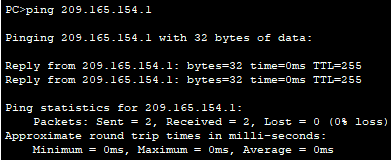 PC>ping 209.165.154.1
Pinging 209.165.154.1 with 32 bytes of data:
Reply from 209.165.154.1: bytes=32 time=0ms TTL=255
Reply from 209.165.154.1: bytes=32 time=0ms TTL=255
Ping statistics for 209.165.154.1:
    Packets: Sent = 2, Received = 2, Lost = 0 (0% loss)
Approximate round trip times in milli-seconds:
    Minimum = 0ms, Maximum = 0ms, Average = 0ms